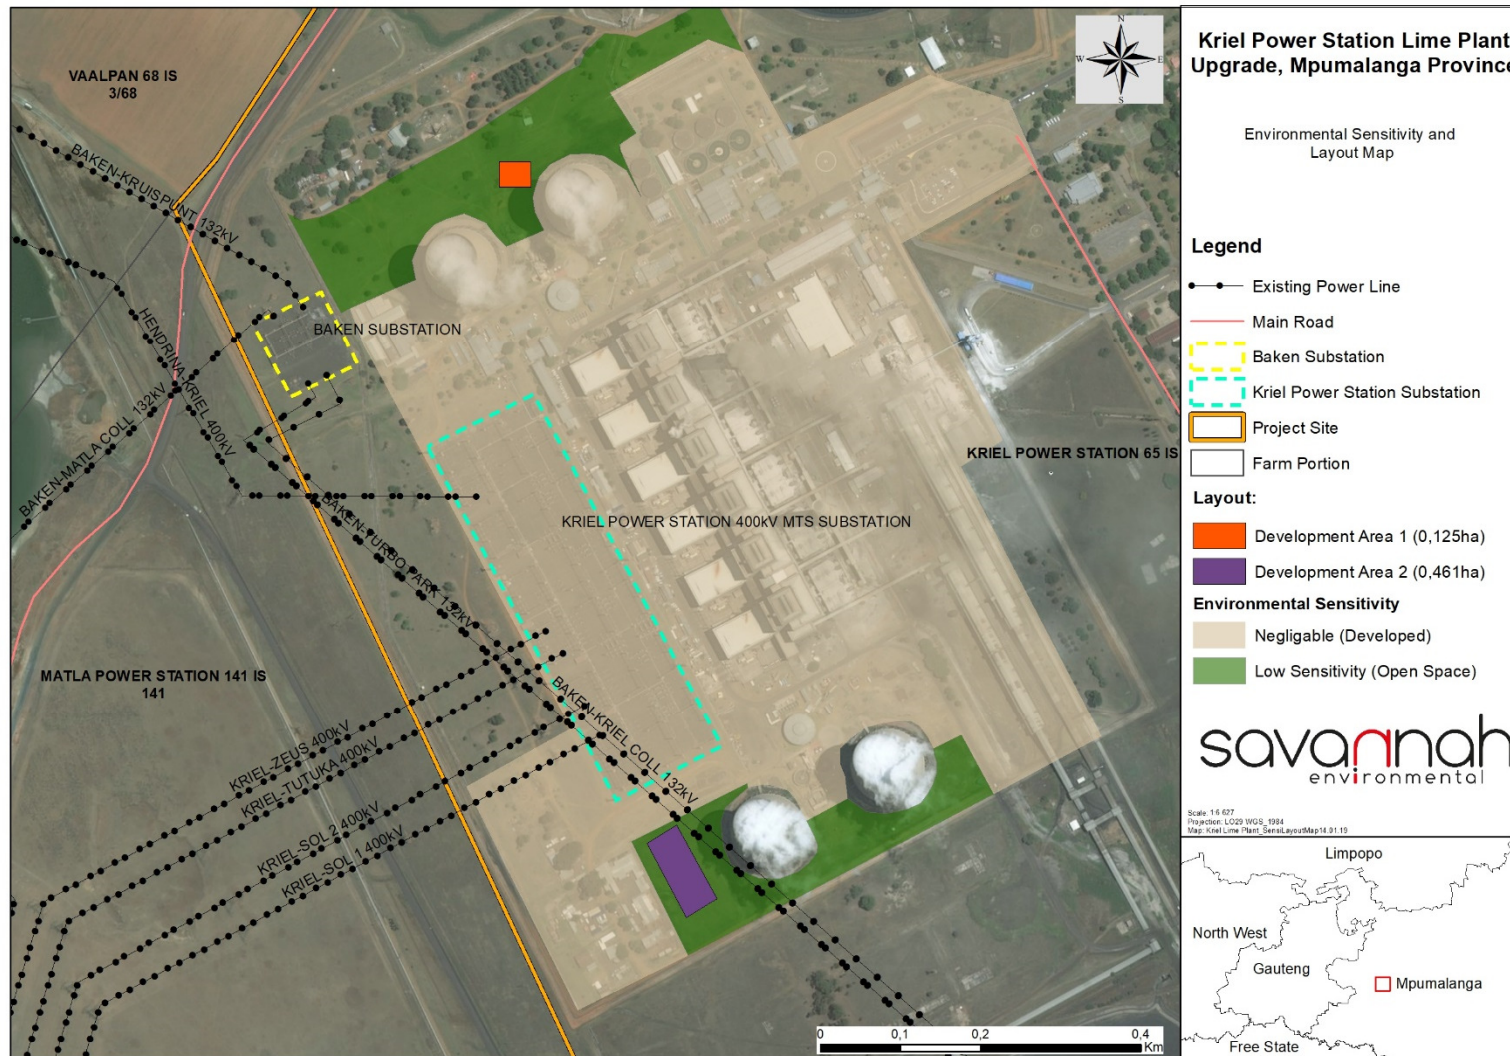 Kriel Power Station Lime Plant
Upgrade, Mpumalanga Province
Environmental Sensitivity and
Layout Map
N
W
E
S
VAALPAN 68 IS
3/68
BAKEN-KRUISPUNT 132kV
HENDRINA-KRIEL 400kV
BAKEN SUBSTATION
BAKEN-MATLA COLL 132kV
BAKEN-TURBO PARK 132kV
KRIEL POWER STATION 65 IS
KRIEL POWER STATION 400kV MTS SUBSTATION
MATLA POWER STATION 141 IS
141
BAKEN-KRIEL COLL 132kV
KRIEL-ZEUS 400kV
KRIEL-TUTUKA 400kV
KRIEL-SOL 2 400kV
KRIEL-SOL 1 400kV
0
0,1
0,2
0,4
Km
Legend
Existing Power Line
Main Road
Baken Substation
Kriel Power Station Substation
Project Site
Farm Portion
Layout:
Development Area 1 (0,125ha)
Development Area 2 (0,461ha)
Environmental Sensitivity
Negligable (Developed)
Low Sensitivity (Open Space)
savannah
environmental
Scale: 1:6 627
Projection: LO29 WGS_1984
Map: Kriel Lime Plant_SensiLayoutMap14.01.19
Limpopo
North West
Gauteng
Mpumalanga
Free State